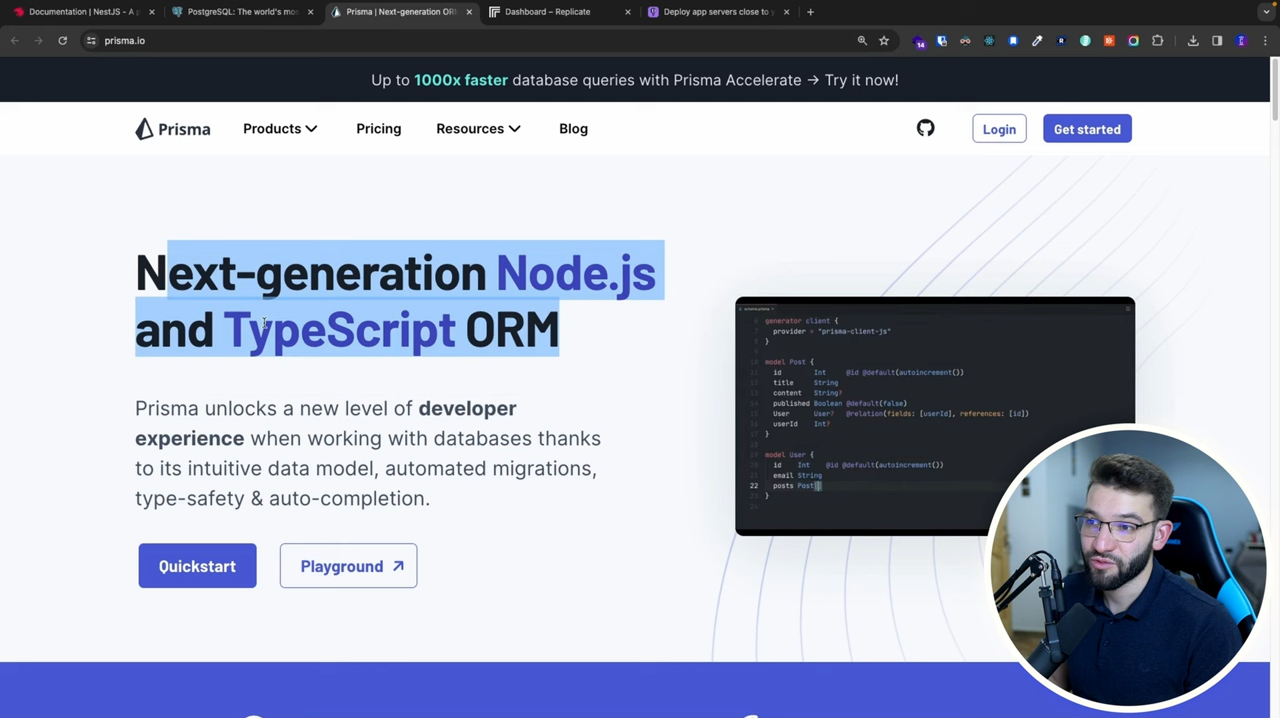 Documentation | NestJS - A p
PostgreSQL: The world's mos
Prisma | Next-generation OR
Dashboard – Replicate
Deploy app servers close to y
prisma.io
14
Up to 1000x faster database queries with Prisma Accelerate → Try it now!
Prisma
Products
Pricing
Resources
Blog
Login
Get started
Next-generation Node.js
and TypeScript ORM
Prisma unlocks a new level of developer
experience when working with databases thanks
to its intuitive data model, automated migrations,
type-safety & auto-completion.
Quickstart
Playground ↗
generator client {
provider = "prisma-client-js"
}
model Post {
id Int @id @default(autoincrement())
title String
content String?
published Boolean @default(false)
User User? @relation(fields: [userId], references: [id])
userId Int?
}
model User {
id Int @id @default(autoincrement())
email String
22 posts Post[]
}